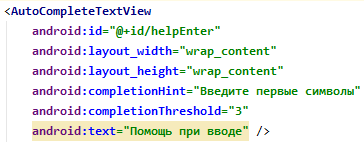 <AutoCompleteTextView
android:id="@+id/helpEnter"
android:layout_width="wrap_content"
android:layout_height="wrap_content"
android:completionHint="Введите первые символы"
android:completionThreshold="3"
android:text="Помощь при вводе" />